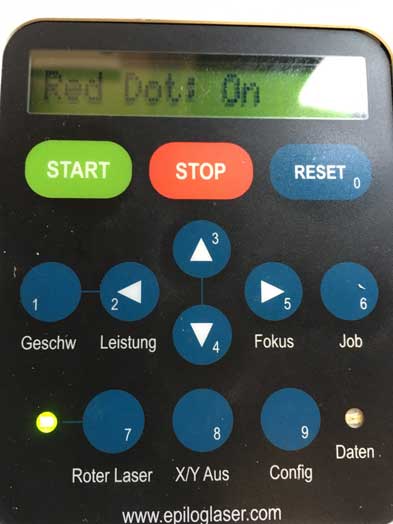 Red Dot: On
START STOP RESET 0
3
1 2 5 6
4
Geschw Leistung Fokus Job
7 8 9
Roter Laser X/Y Aus Config Daten
www.epiloglaser.com